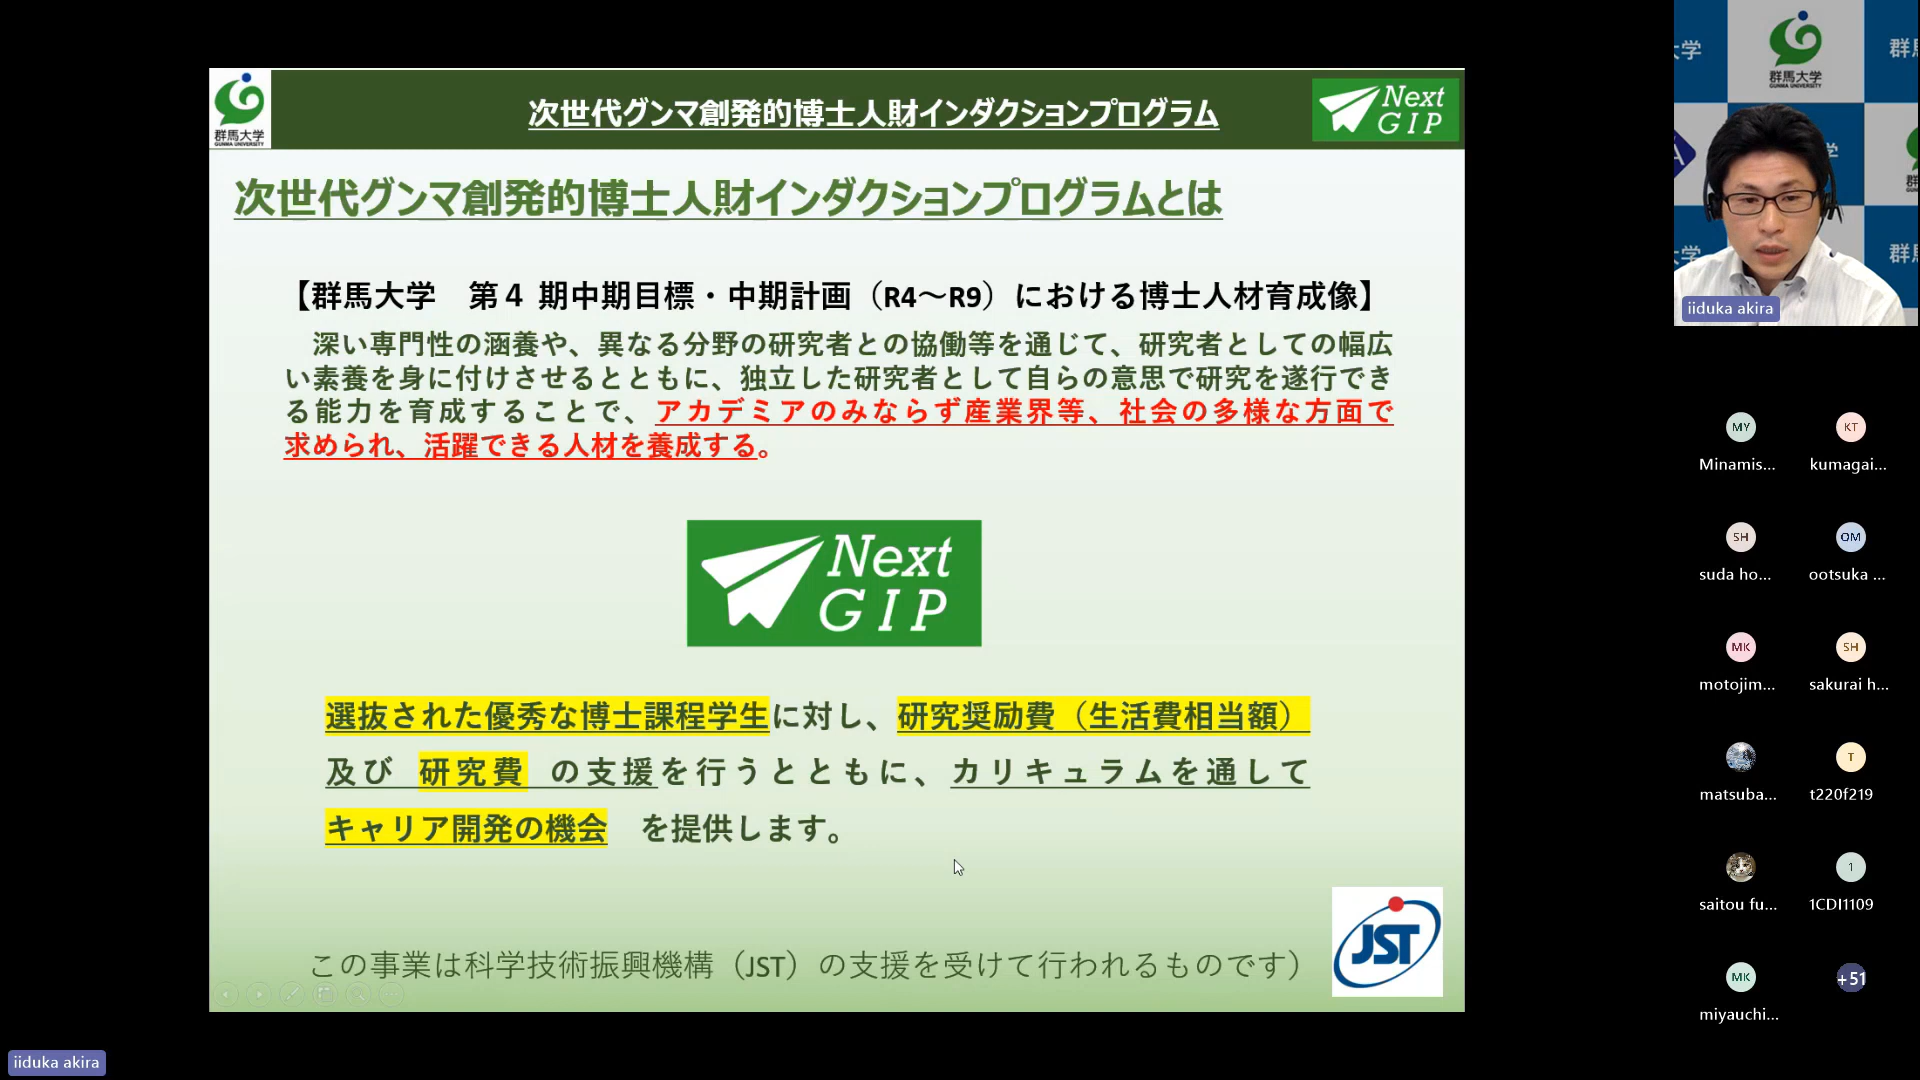 群馬大学
GUNMA UNIVERSITY
次世代グンマ創発的博士人財インダクションプログラム
Next
GIP
次世代グンマ創発的博士人財インダクションプログラムとは
【群馬大学　第４ 期中期目標・中期計画（R4～R9）における博士人材育成像】
深い専門性の涵養や、異なる分野の研究者との協働等を通じて、研究者としての幅広
い素養を身に付けさせるとともに、独立した研究者として自らの意思で研究を遂行でき
る能力を育成することで、アカデミアのみならず産業界等、社会の多様な方面で
求められ、活躍できる人材を養成する。
Next
GIP
選抜された優秀な博士課程学生に対し、研究奨励費（生活費相当額）
及び　研究費　の支援を行うとともに、カリキュラムを通して
キャリア開発の機会　を提供します。
この事業は科学技術振興機構（JST）の支援を受けて行われるものです）
JST
iiduka akira
大学
群馬大学
GUNMA UNIVERSITY
群馬
学
群馬
大学
群馬
iiduka akira
MY
KT
Minamis...
kumagai...
SH
OM
suda ho...
ootsuka ...
MK
SH
motojim...
sakurai h...
T
matsuba...
t220f219
1
saitou fu...
1CDI1109
MK
+51
miyauchi...